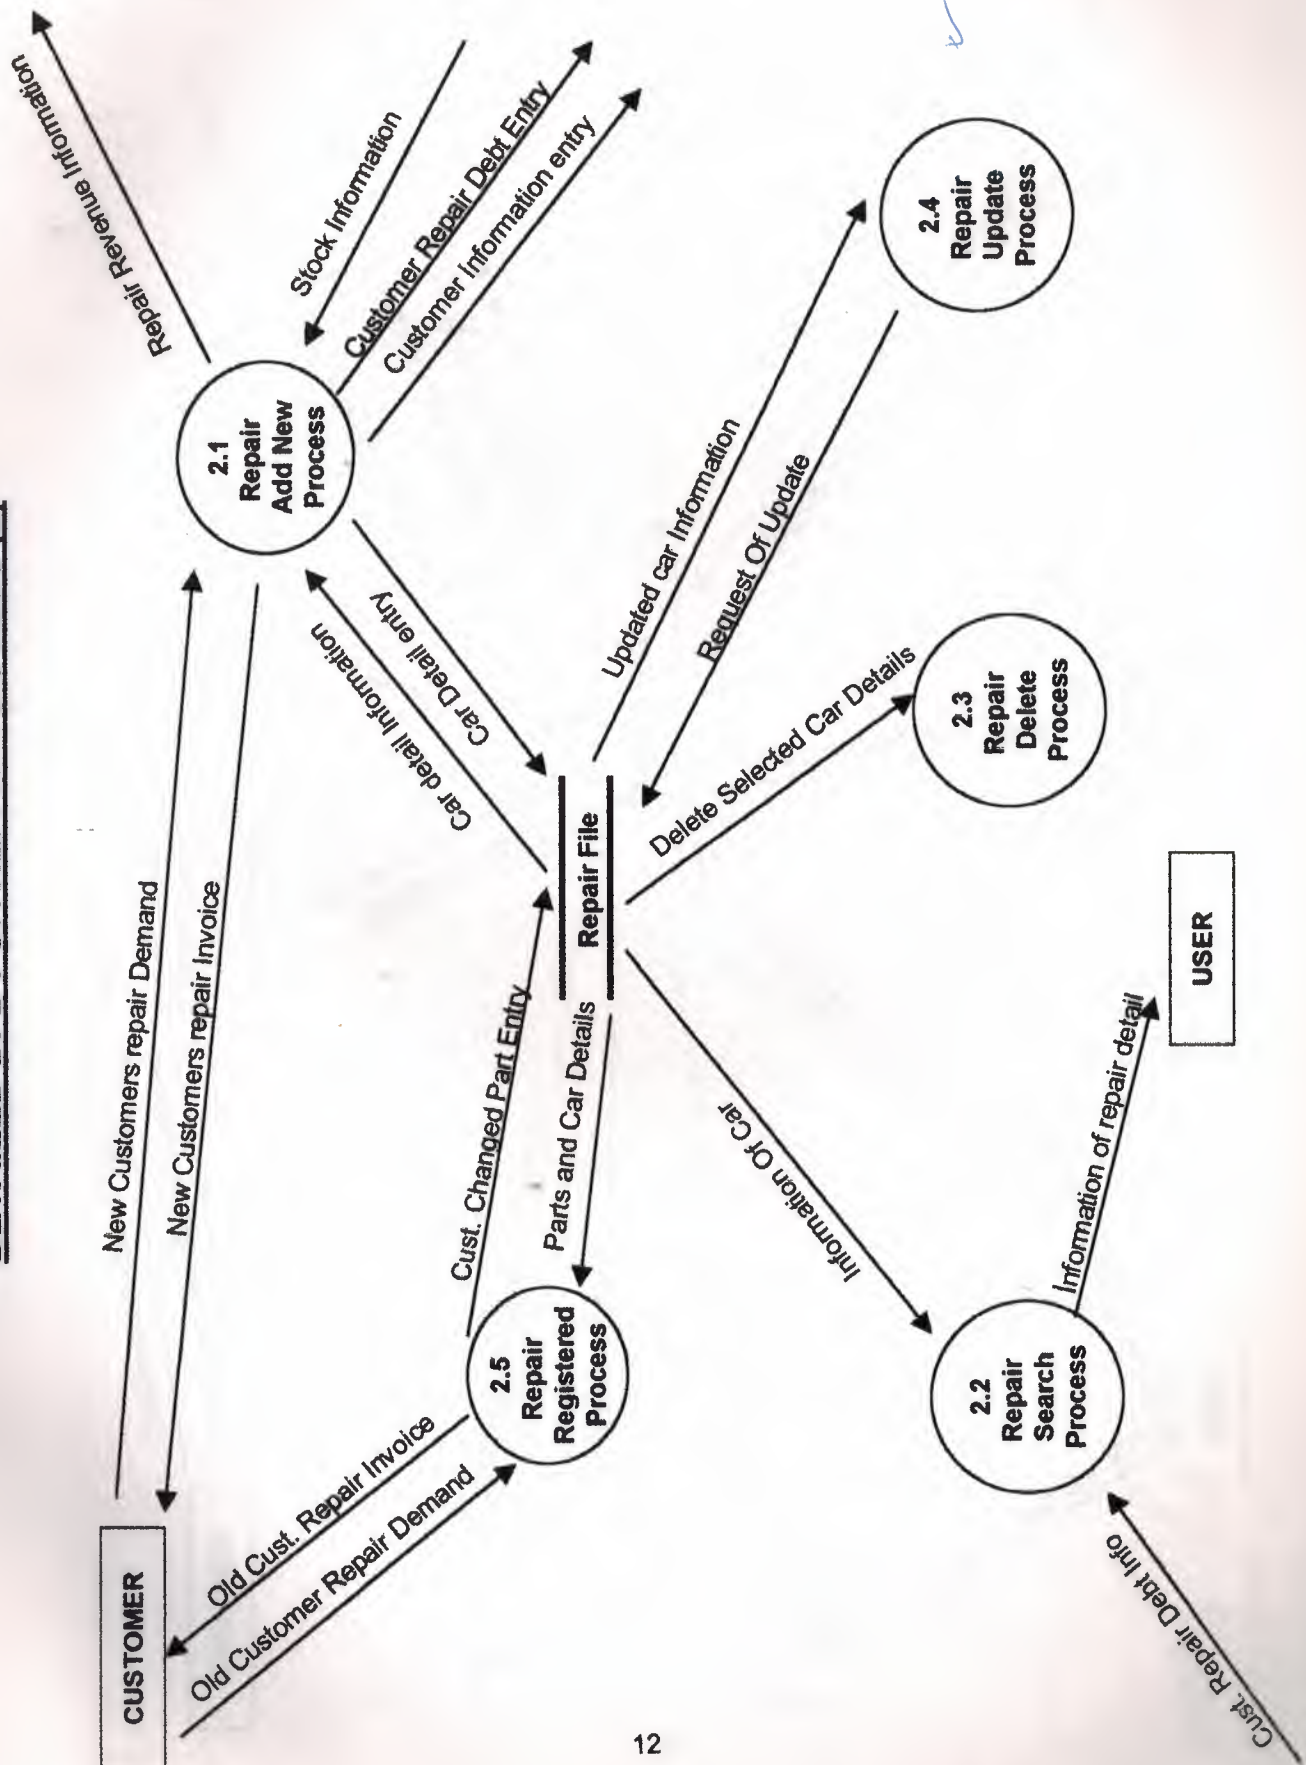 CUSTOMER
New Customers repair Demand
New Customers repair Invoice
Old Cust. Repair Invoice
Old Customer Repair Demand
2.5
Repair
Registered
Process
Cust. Changed Part Entry
Parts and Car Details
Repair File
Car detail Information
Car Detail entry
2.1
Repair
Add New
Process
Repair Revenue Information
Stock Information
Customer Repair Debt Entry
Customer Information entry
Updated car Information
Request Of Update
2.4
Repair
Update
Process
Delete Selected Car Details
2.3
Repair
Delete
Process
Information Of Car
2.2
Repair
Search
Process
Information of repair detail
USER
Cust. Repair Debt Info
12